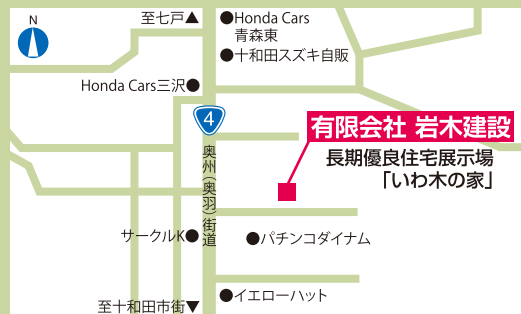 N
至七戸▲
●Honda Cars
青森東
●十和田スズキ自販
Honda Cars三沢●
4
有限会社 岩木建設
長期優良住宅展示場
「いわ木の家」
奥州(奥羽)街道
サークルK●
●パチンコダイナム
●イエローハット
至十和田市街▼